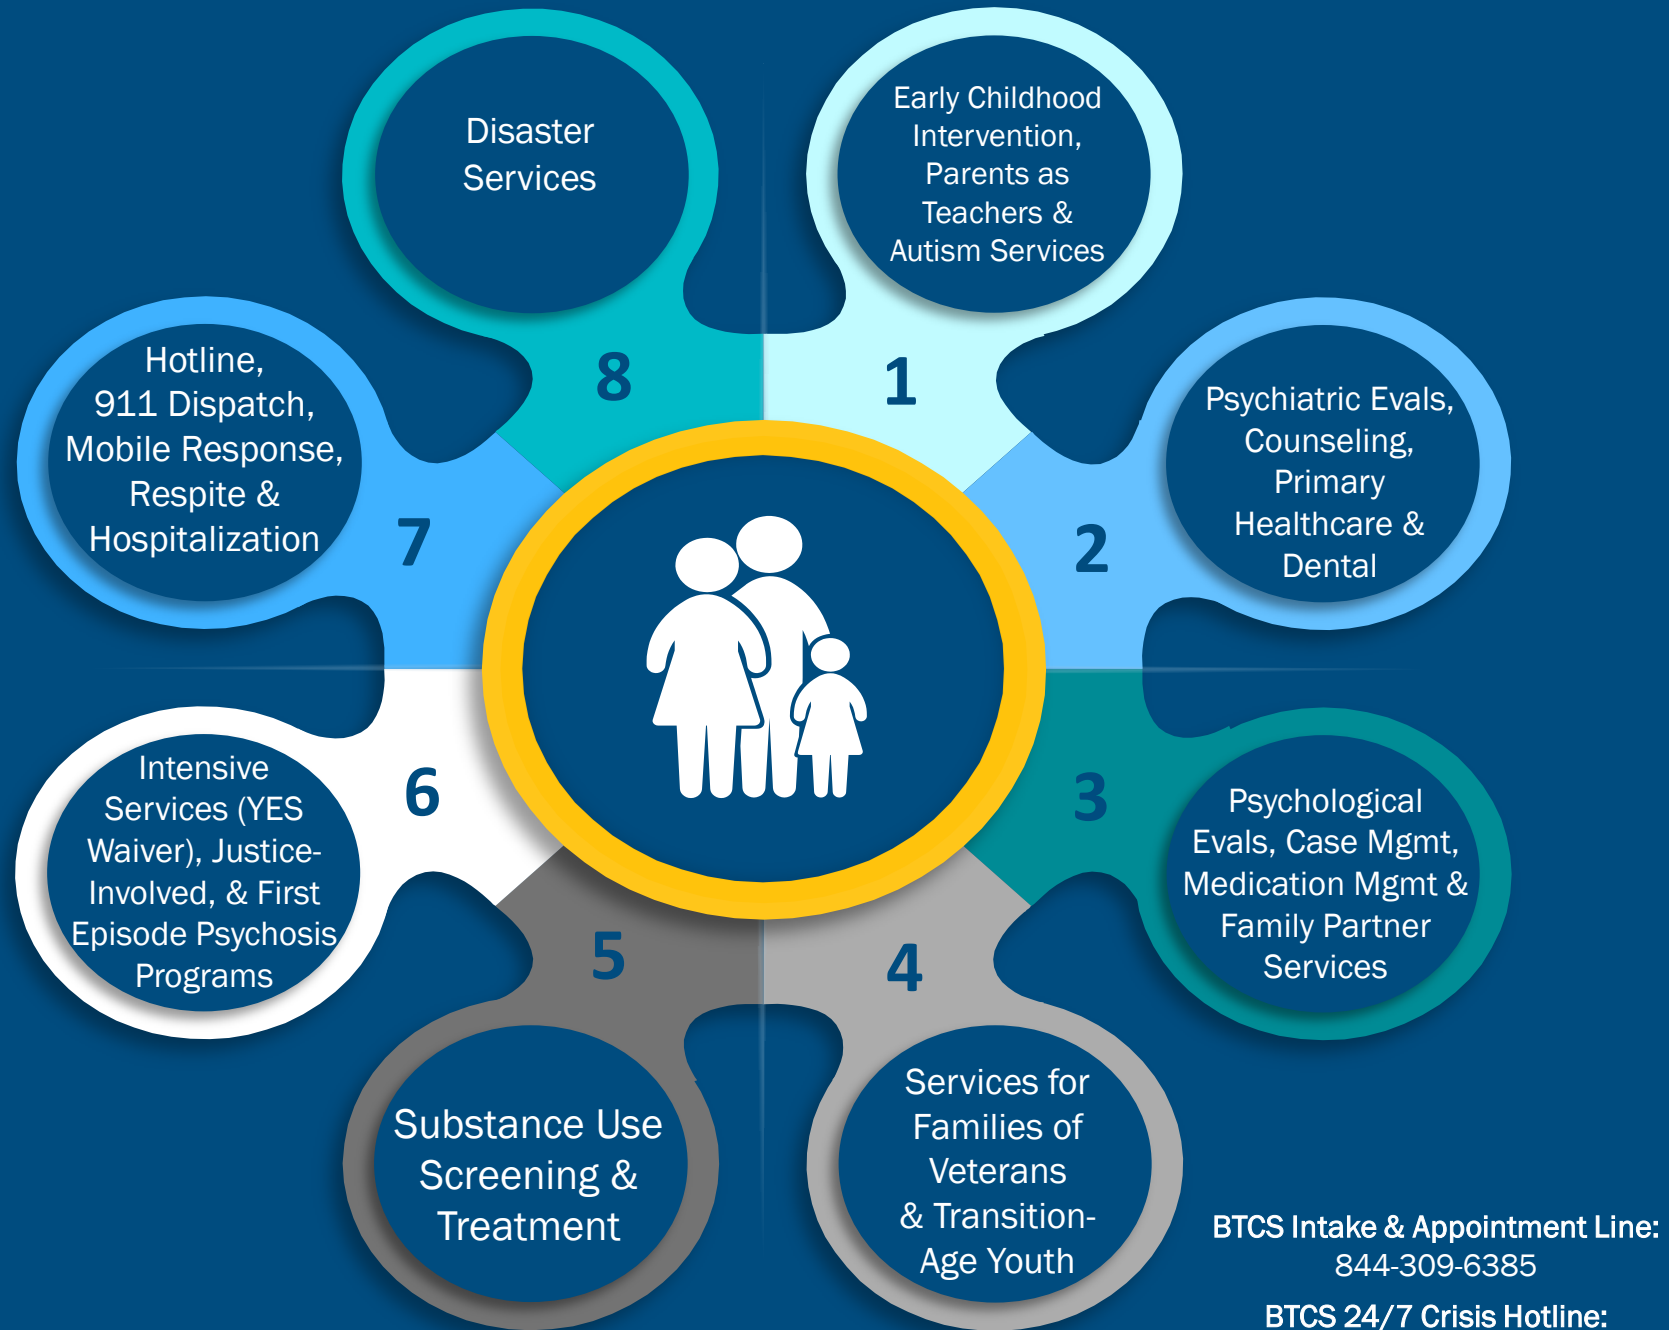 Disaster
Services
8
Early Childhood
Intervention,
Parents as
Teachers &
Autism Services
1
Psychiatric Evals,
Counseling,
Primary
Healthcare &
Dental
2
Psychological
Evals, Case Mgmt,
Medication Mgmt &
Family Partner
Services
3
Services for
Families of
Veterans
& Transition-
Age Youth
4
Substance Use
Screening &
Treatment
5
Intensive
Services (YES
Waiver), Justice-
Involved, & First
Episode Psychosis
Programs
6
Hotline,
911 Dispatch,
Mobile Response,
Respite &
Hospitalization
7
BTCS Intake & Appointment Line:
844-309-6385
BTCS 24/7 Crisis Hotline: